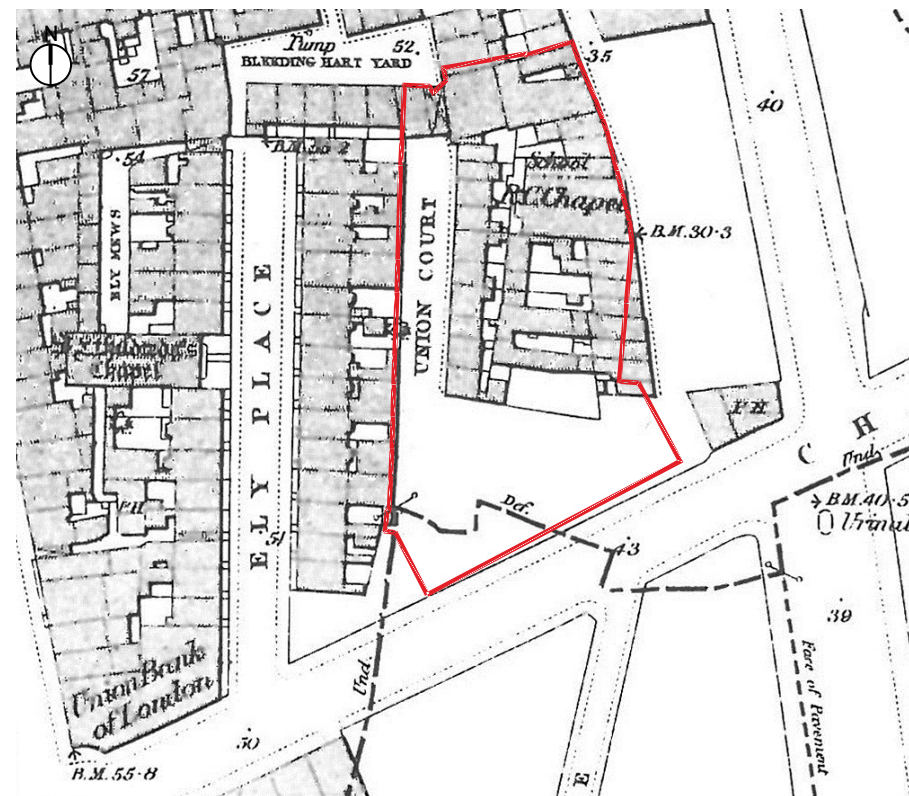 N
Pump
52
BLEEDING HART YARD
57
35
40
54
School
R.C. Chapel
B.M. 30·3
ELY MEWS
ELY PLACE
UNION COURT
Chapel
P.H.
P.H.
C H
Und.
B.M. 40·5
Urinal
Def.
43
51
39
Und.
Face of Pavement
Union Bank
of London
50
B.M. 55·8
E